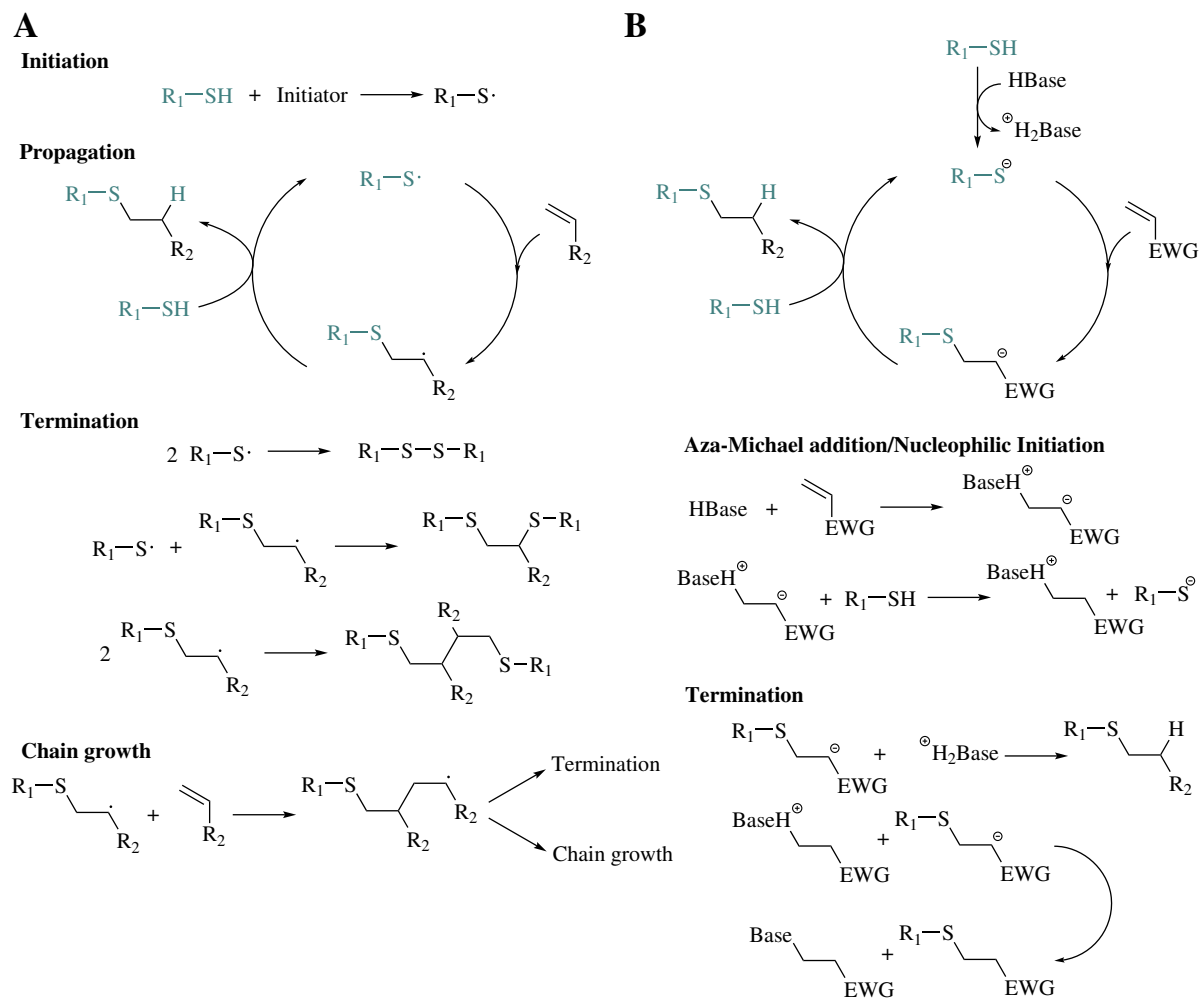 A
Initiation
R1–SH + Initiator R1–S·
Propagation
R1–S·
R1–S H
R2
R2
R1–SH
R1–S
·
R2
Termination
2 R1–S· R1–S–S–R1
R1–S· + R1–S · R2
R1–S S–R1 R2
2 R1–S · R2
R1–S R2 R2 S–R1
Chain growth
R1–S · R2 + R2
R1–S R2 · R2
Termination
Chain growth
B
R1–SH
HBase
⊕H2Base
R1–S⊖
R1–S H
R2
EWG
R1–SH
R1–S ⊖
EWG
Aza-Michael addition/Nucleophilic Initiation
HBase + EWG BaseH⊕ ⊖ EWG
BaseH⊕ ⊖ EWG + R1–SH BaseH⊕ EWG + R1–S⊖
Termination
R1–S ⊖ EWG + ⊕H2Base R1–S H R2
BaseH⊕ EWG + R1–S ⊖ EWG
Base EWG + R1–S EWG